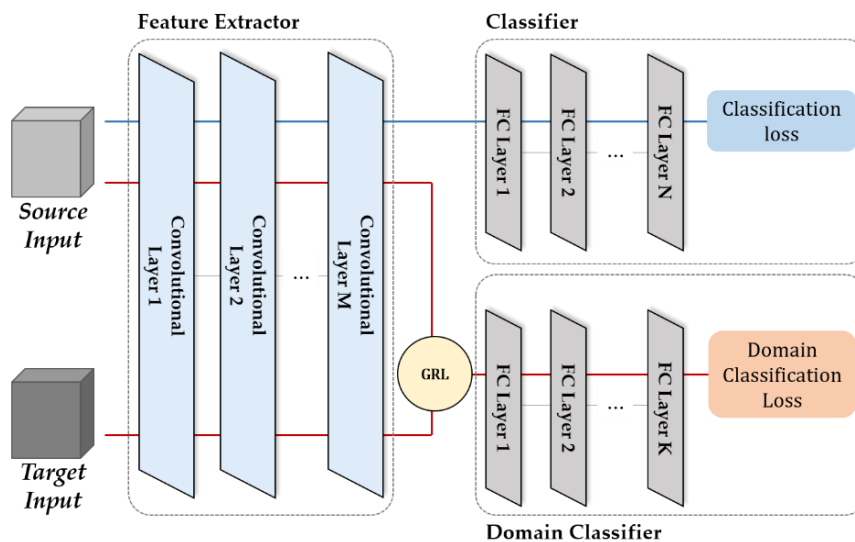 Feature Extractor
Classifier
Source
Input
Convolutional
Layer 1
Convolutional
Layer 2
...
Convolutional
Layer M
FC Layer 1
FC Layer 2
...
FC Layer N
Classification
loss
Target
Input
GRL
FC Layer 1
FC Layer 2
...
FC Layer K
Domain
Classification
Loss
Domain Classifier